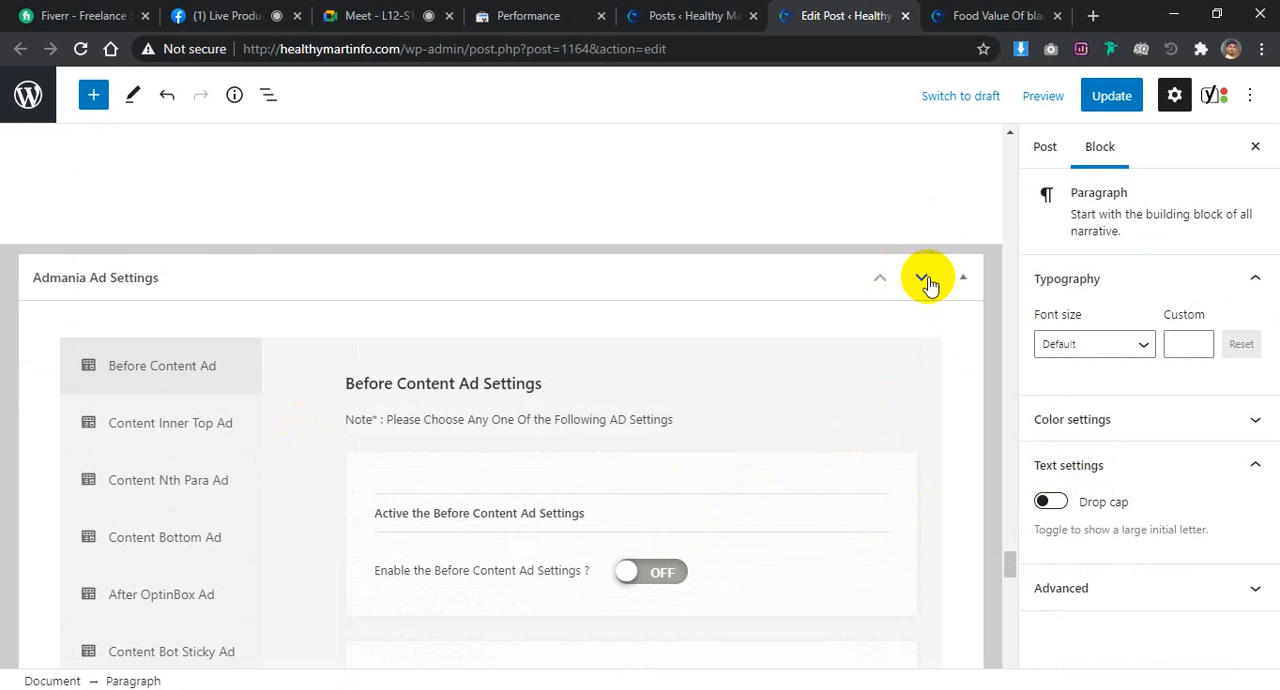 Fiverr - Freelance S
(1) Live Produ
Meet - L12-S1
Performance
Posts ‹ Healthy Ma
Edit Post ‹ Healthy
Food Value Of bla
Not secure
http://healthymartinfo.com/wp-admin/post.php?post=1164&action=edit
Switch to draft
Preview
Update
Post
Block
Paragraph
Start with the building block of all
narrative.
Admania Ad Settings
Typography
Font size
Custom
Default
Reset
Before Content Ad
Content Inner Top Ad
Content Nth Para Ad
Content Bottom Ad
After OptinBox Ad
Content Bot Sticky Ad
Before Content Ad Settings
Note* : Please Choose Any One Of the Following AD Settings
Active the Before Content Ad Settings
Enable the Before Content Ad Settings ?
OFF
Color settings
Text settings
Drop cap
Toggle to show a large initial letter.
Advanced
Document → Paragraph